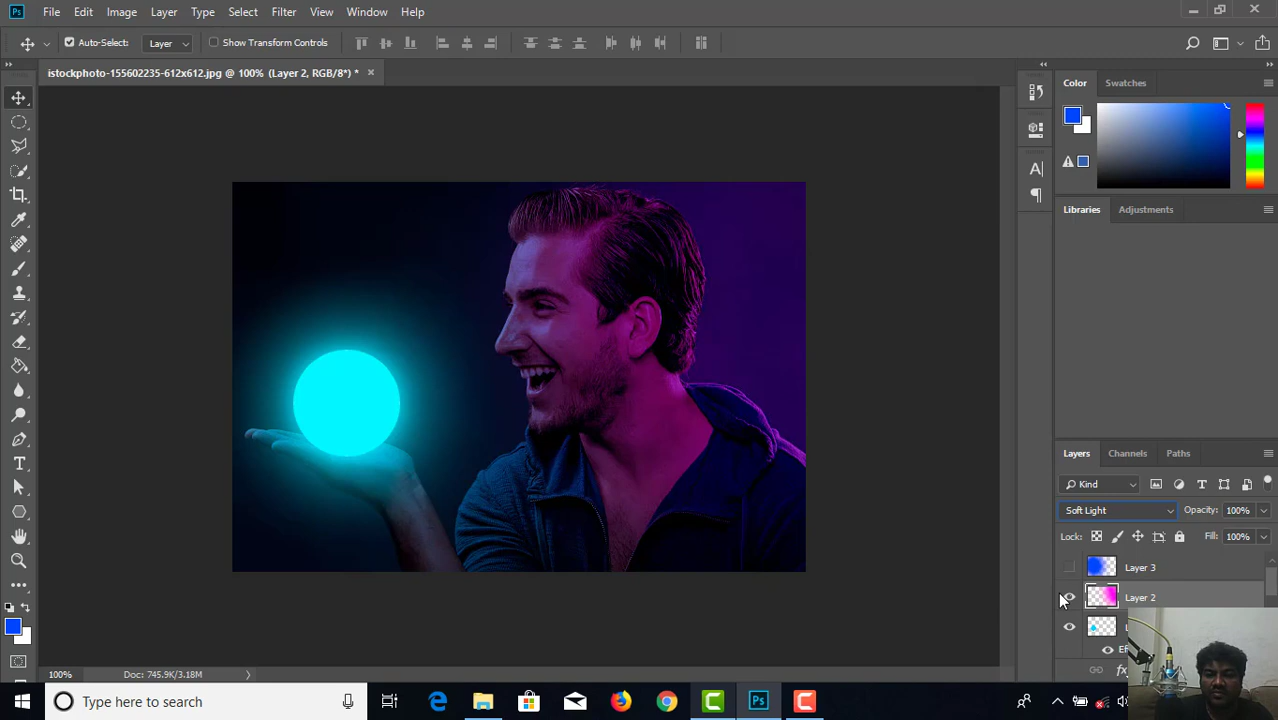 Ps File Edit Image Layer Type Select Filter View Window Help
Auto-Select: Layer Show Transform Controls
istockphoto-155602235-612x612.jpg @ 100% (Layer 2, RGB/8*) * ×
Color Swatches
Libraries Adjustments
Layers Channels Paths
Kind
Soft Light Opacity: 100%
Lock: Fill: 100%
Layer 3
Layer 2
fx
100% Doc: 745.9K/3.18M
Type here to search